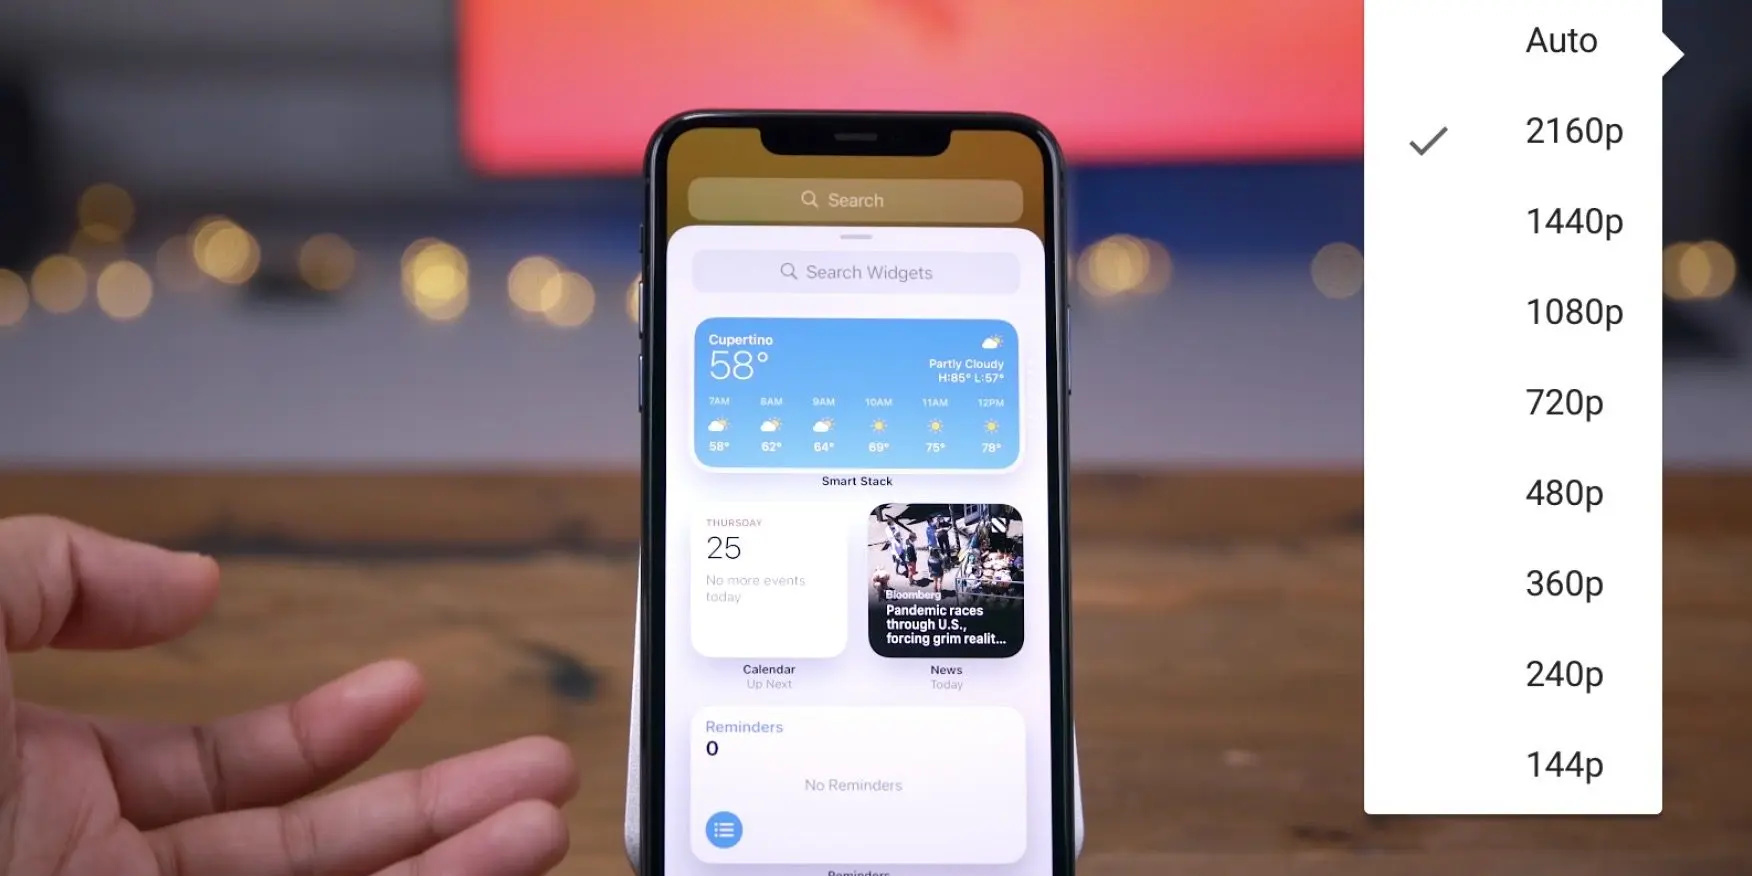 Search
Search Widgets
Cupertino
58°
Partly Cloudy
H:85° L:57°
7AM 8AM 9AM 10AM 11AM 12PM
58° 62° 64° 69° 75° 78°
Smart Stack
THURSDAY
25
No more events
today
Calendar
Up Next
Bloomberg
Pandemic races
through U.S.,
forcing grim realit...
News
Today
Reminders
0
No Reminders
Reminders
Auto
2160p
1440p
1080p
720p
480p
360p
240p
144p